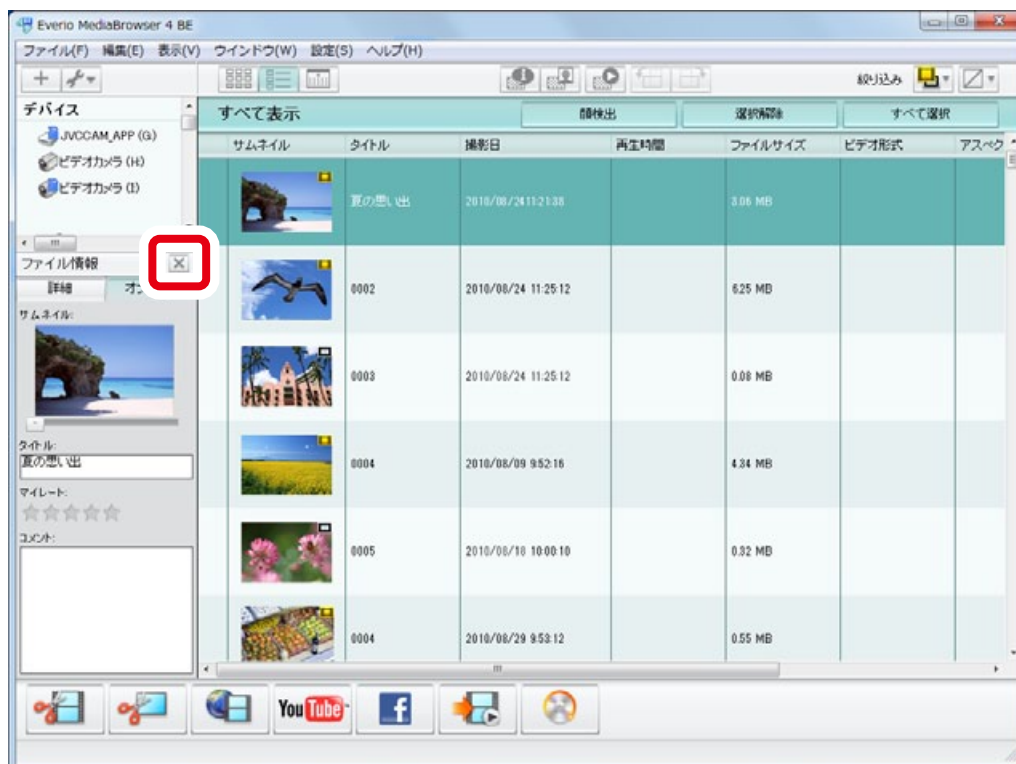 Everio MediaBrowser 4 BE
ファイル(F) 編集(E) 表示(V) ウインドウ(W) 設定(S) ヘルプ(H)
絞り込み
デバイス
JVCCAM_APP (G)
ビデオカメラ (H)
ビデオカメラ (I)
すべて表示 顔検出 選択解除 すべて選択
サムネイル タイトル 撮影日 再生時間 ファイルサイズ ビデオ形式 アスペク
夏の思い出 2010/08/24 11:21:38 3.06 MB
0002 2010/08/24 11:25:12 6.25 MB
0003 2010/08/24 11:25:12 0.08 MB
0004 2010/08/09 9:52:16 4.34 MB
0005 2010/08/18 10:00:10 0.32 MB
0004 2010/08/29 9:53:12 0.55 MB
ファイル情報
詳細
サムネイル:
タイトル:
夏の思い出
マイレート:
コメント:
YouTube